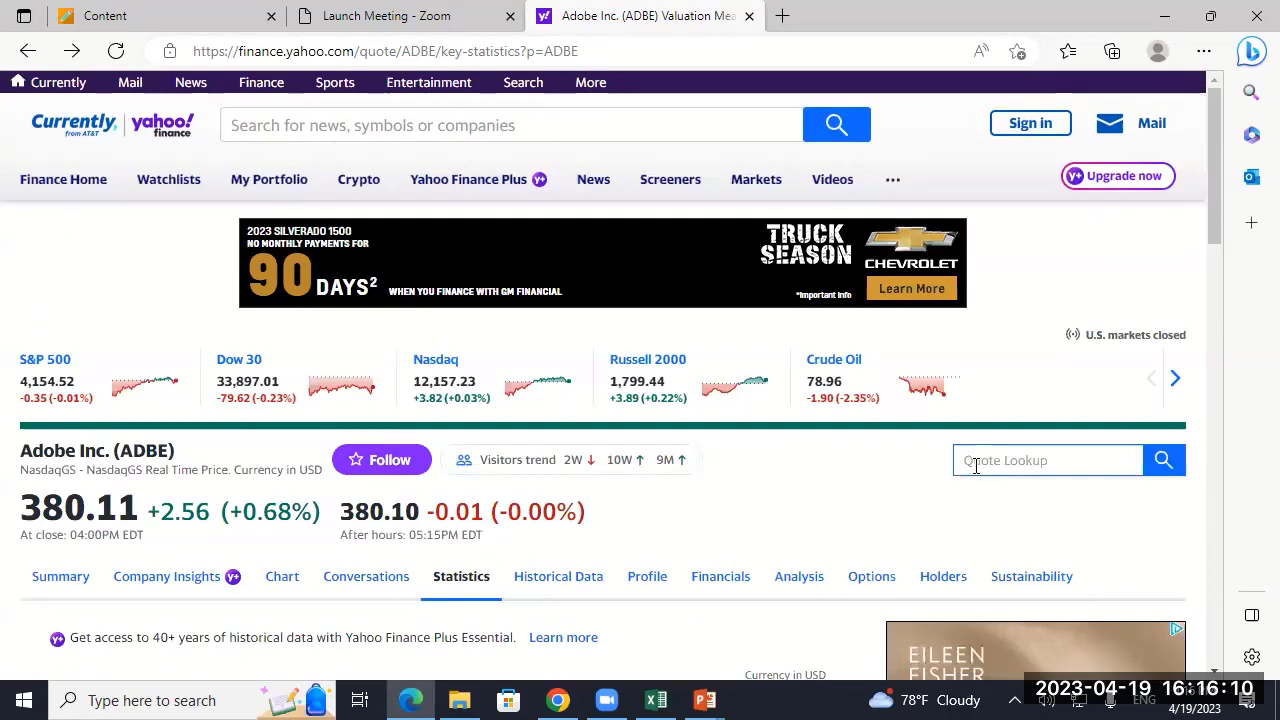 Content
Launch Meeting - Zoom
Adobe Inc. (ADBE) Valuation Mea
https://finance.yahoo.com/quote/ADBE/key-statistics?p=ADBE
Currently Mail News Finance Sports Entertainment Search More
Currently, from AT&T yahoo! finance
Search for news, symbols or companies
Sign in Mail
Finance Home Watchlists My Portfolio Crypto Yahoo Finance Plus News Screeners Markets Videos ... Upgrade now
2023 SILVERADO 1500
NO MONTHLY PAYMENTS FOR
90 DAYS² WHEN YOU FINANCE WITH GM FINANCIAL
TRUCK
SEASON
*Important Info
CHEVROLET
Learn More
U.S. markets closed
S&P 500 Dow 30 Nasdaq Russell 2000 Crude Oil
4,154.52 33,897.01 12,157.23 1,799.44 78.96
-0.35 (-0.01%) -79.62 (-0.23%) +3.82 (+0.03%) +3.89 (+0.22%) -1.90 (-2.35%)
Adobe Inc. (ADBE)
NasdaqGS - NasdaqGS Real Time Price. Currency in USD
Follow
Visitors trend 2W 10W 9M
Quote Lookup
380.11 +2.56 (+0.68%) 380.10 -0.01 (-0.00%)
At close: 04:00PM EDT After hours: 05:15PM EDT
Summary Company Insights Chart Conversations Statistics Historical Data Profile Financials Analysis Options Holders Sustainability
Get access to 40+ years of historical data with Yahoo Finance Plus Essential. Learn more
Currency in USD
EILEEN
FISHER
Type here to search
78°F Cloudy
ENG
2023-04-19 16:16:10
4/19/2023